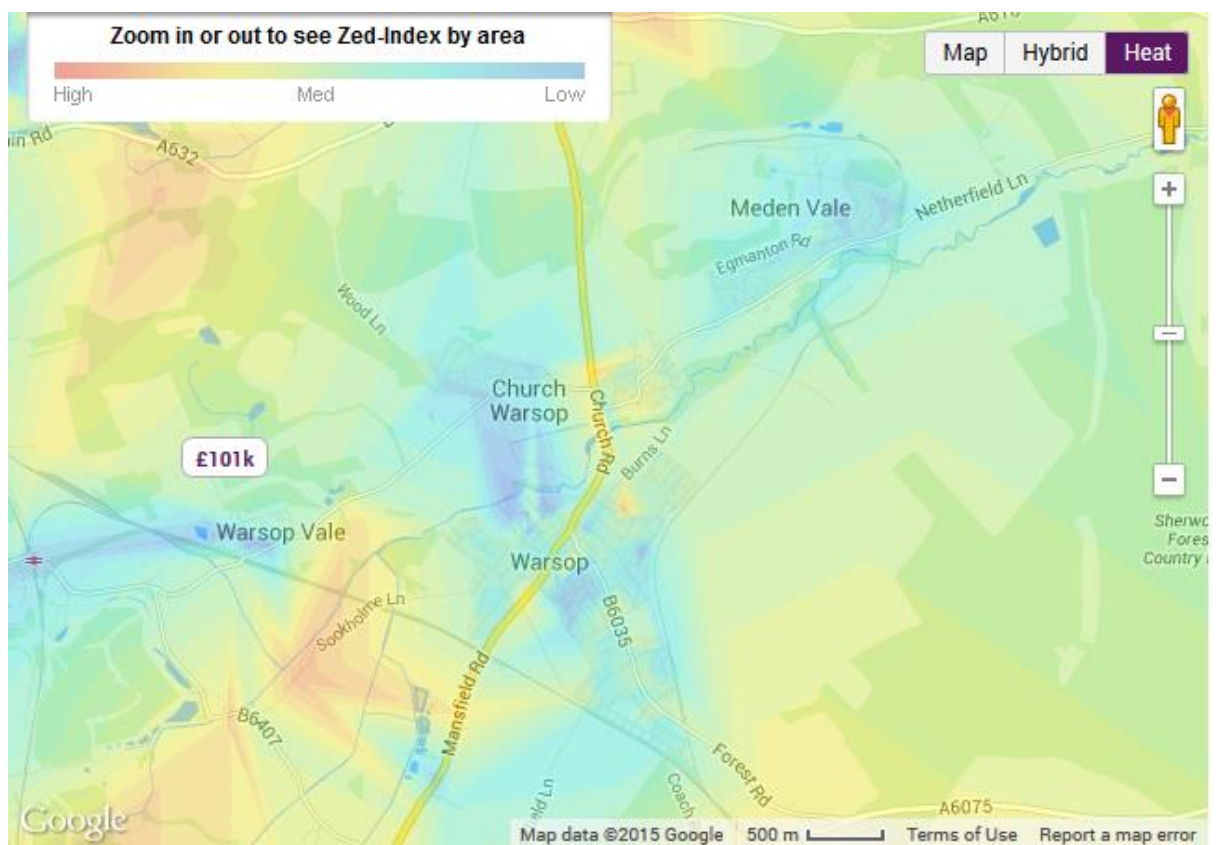 Zoom in or out to see Zed-Index by area
High Med Low
Map Hybrid Heat
A632
Meden Vale
Netherfield Ln
Egmanton Rd
Wood Ln
Church
Warsop
Church Rd
Burns Ln
£101k
Warsop Vale
Warsop
Sookholme Ln
B6035
Mansfield Rd
B6407
Forest Rd
Coach
A6075
Country
Google
Map data ©2015 Google 500 m Terms of Use Report a map error